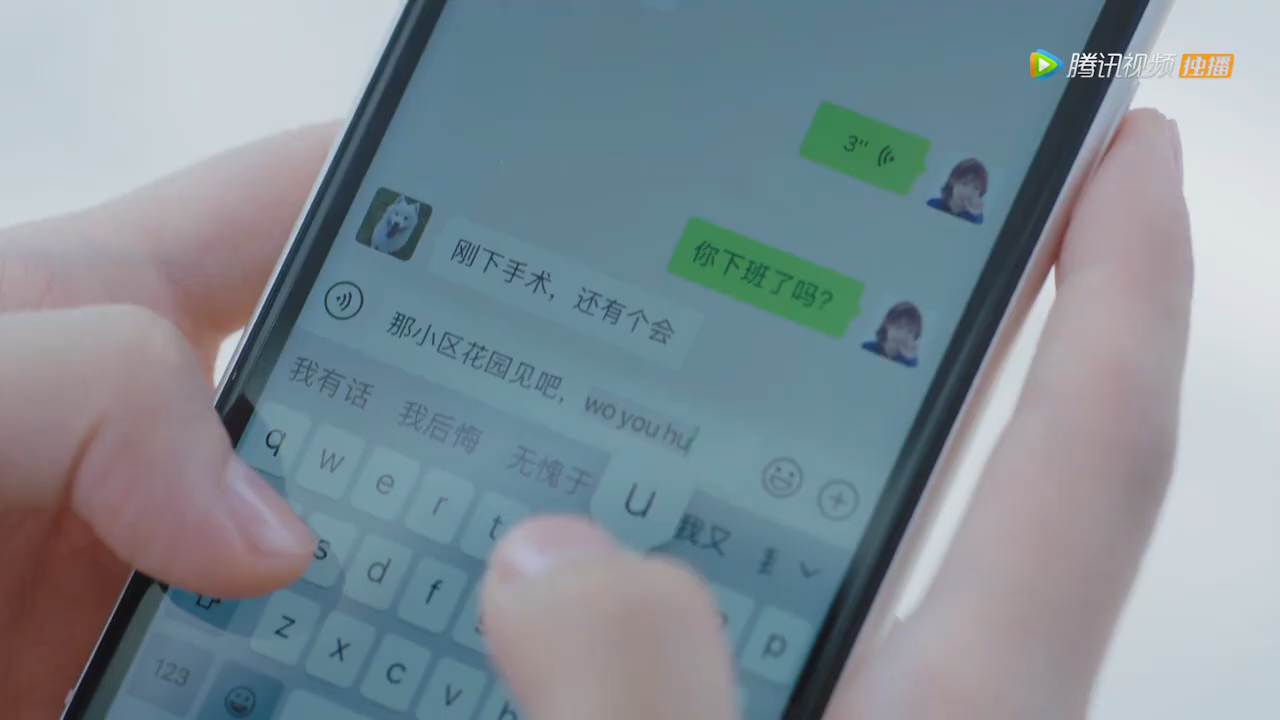 腾讯视频 独播
3"
你下班了吗?
刚下手术，还有个会
那小区花园见吧，wo you hu
我有话 我后悔 无愧于 我又
q w e r t u p
s d f
z x c v
123